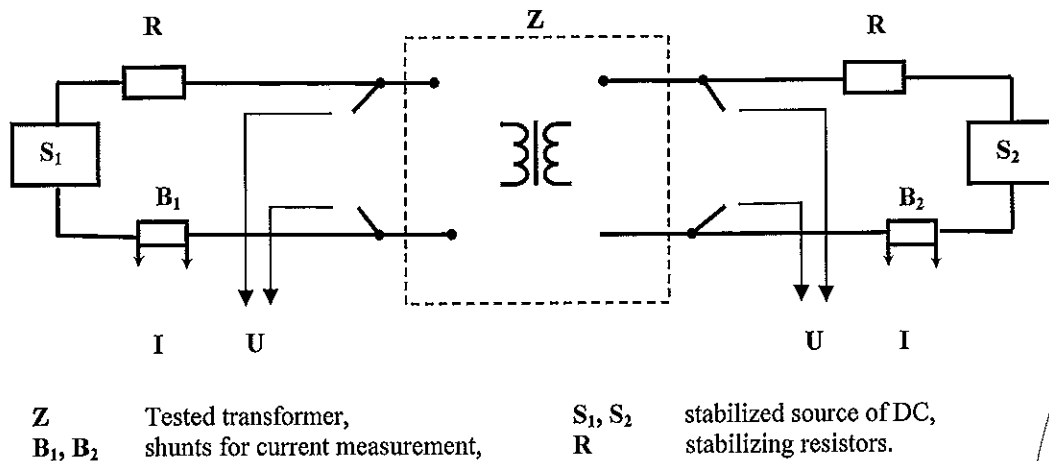 Z
R R
S₁ S₂
B₁ B₂
I U U I
Z Tested transformer, S₁, S₂ stabilized source of DC,
B₁, B₂ shunts for current measurement, R stabilizing resistors.